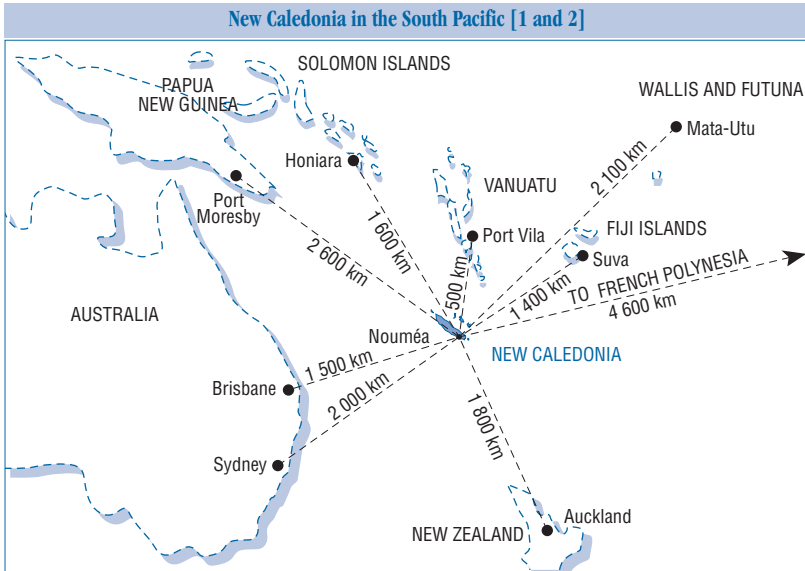 New Caledonia in the South Pacific [1 and 2]
SOLOMON ISLANDS
PAPUA
NEW GUINEA
WALLIS AND FUTUNA
Mata-Utu
Honiara
2 100 km
VANUATU
Port
Moresby
1 600 km
Port Vila
FIJI ISLANDS
Suva
2 600 km
500 km
1 400 km
TO FRENCH POLYNESIA
4 600 km
AUSTRALIA
Nouméa
NEW CALEDONIA
1 500 km
Brisbane
2 000 km
1 800 km
Sydney
Auckland
NEW ZEALAND